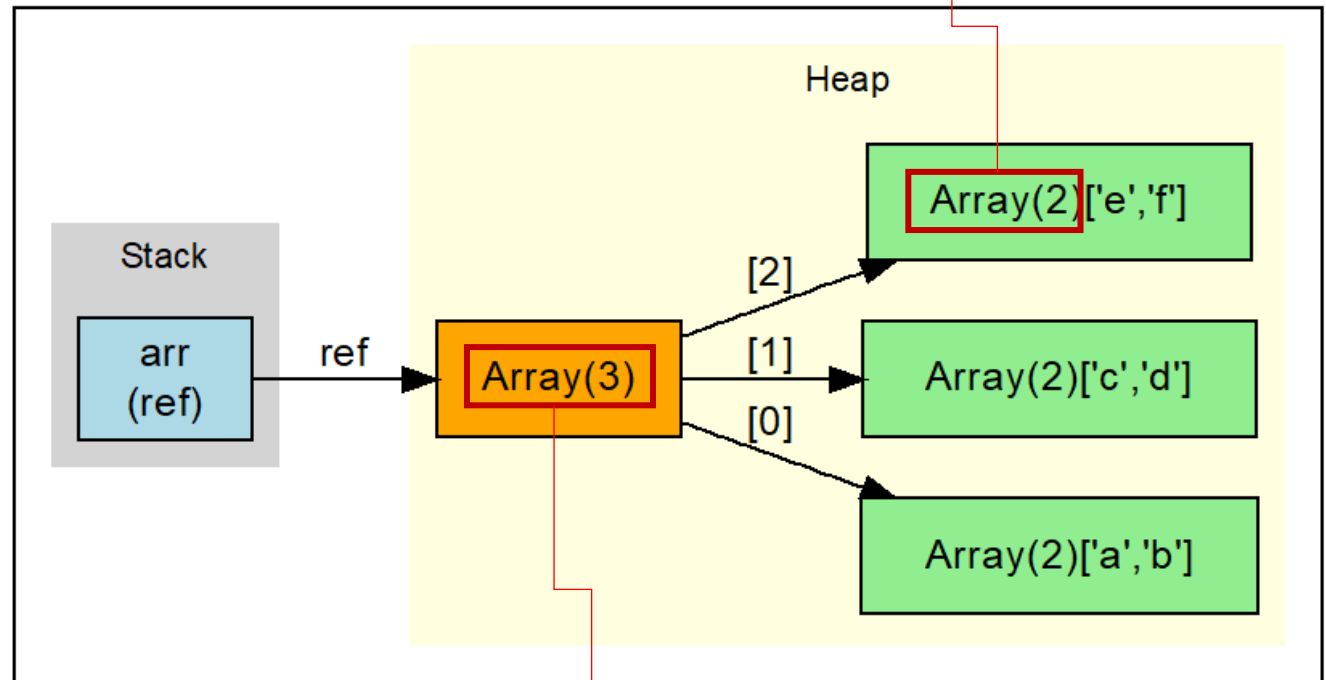 Heap
Array(2)['e','f']
Stack
[2]
arr
(ref)
ref
Array(3)
[1]
Array(2)['c','d']
[0]
Array(2)['a','b']